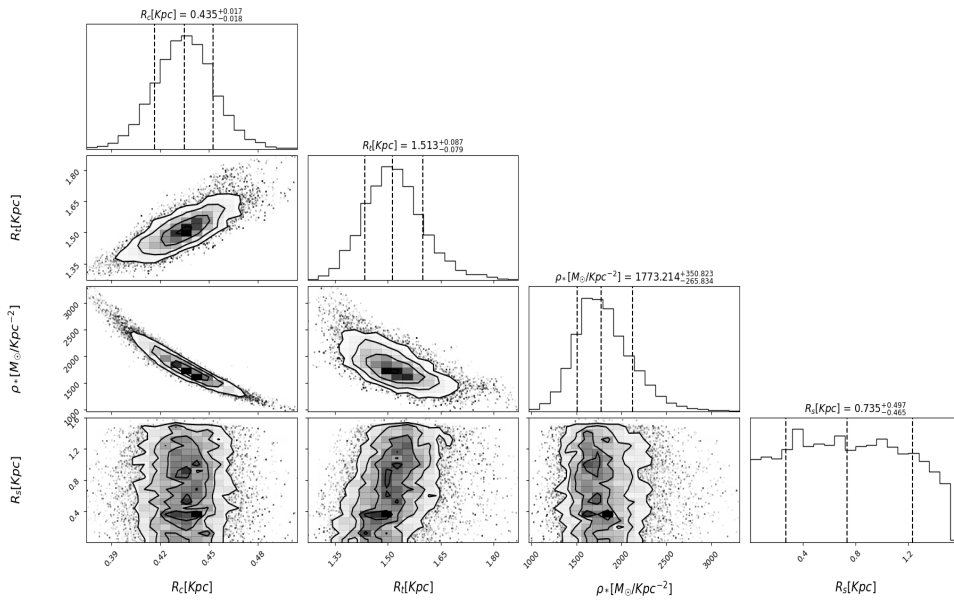 R_c[Kpc] = 0.435^{+0.017}_{-0.018}
R_t[Kpc]
1.80
1.65
1.50
1.35
R_t[Kpc] = 1.513^{+0.087}_{-0.079}
ρ_*[M_⊙/Kpc^{-2}]
3000
2500
2000
1500
1000
ρ_*[M_⊙/Kpc^{-2}] = 1773.214^{+350.823}_{-265.834}
R_s[Kpc]
1.6
1.2
0.8
0.4
R_s[Kpc] = 0.735^{+0.497}_{-0.465}
0.39 0.42 0.45 0.48 1.35 1.50 1.65 1.80 1000 1500 2000 2500 3000 0.4 0.8 1.2
R_c[Kpc] R_t[Kpc] ρ_*[M_⊙/Kpc^{-2}] R_s[Kpc]